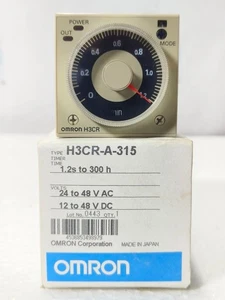 POWER
OUT
MODE
0.6
0.4
0.8
0.2
1.0
0
1.2
OMRON H3CR
TYPE H3CR-A-315
TIMER
TIME 1.2s to 300 h
VOLTS 24 to 48 V AC
12 to 48 V DC
LOT No. 0443 QTY. 1
OMRON Corporation MADE IN JAPAN
OMRON